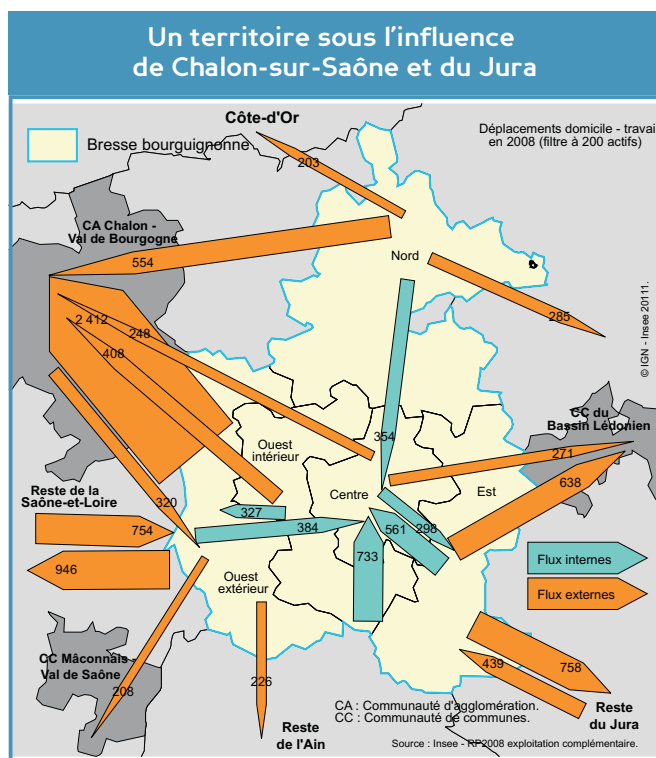 Un territoire sous l'influence
de Chalon-sur-Saône et du Jura
Côte-d'Or
Déplacements domicile - travail
en 2008 (filtre à 200 actifs)
Bresse bourguignonne
203
CA Chalon -
Val de Bourgogne
554
Nord
285
© IGN - Insee 20111.
2 412
248
408
CC du
Bassin Lédonien
354
271
Ouest
intérieur
638
Reste de la
Saône-et-Loire
320
Centre
Est
327
384
561
298
754
733
946
Flux internes
Ouest
extérieur
Flux externes
CC Mâconnais -
Val de Saône
208
226
439
758
CA : Communauté d'agglomération.
CC : Communauté de communes.
Reste
du Jura
Reste
de l'Ain
Source : Insee - RP2008 exploitation complémentaire.